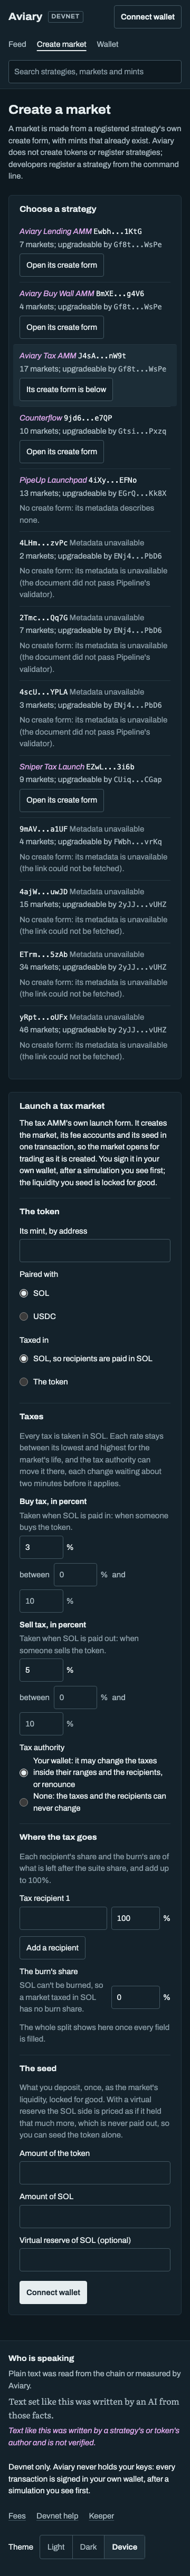 Aviary DEVNET Connect wallet
Feed Create market Wallet
Search strategies, markets and mints
Create a market
A market is made from a registered strategy's own
create form, with mints that already exist. Aviary
does not create tokens or register strategies;
developers register a strategy from the command
line.
Choose a strategy
Aviary Lending AMM Ewbh...1KtG
7 markets; upgradeable by Gf8t...WsPe
Open its create form
Aviary Buy Wall AMM BmXE...g4V6
4 markets; upgradeable by Gf8t...WsPe
Open its create form
Aviary Tax AMM J4sA...nW9t
17 markets; upgradeable by Gf8t...WsPe
Its create form is below
Counterflow 9jd6...e7QP
10 markets; upgradeable by Gtsi...Pxzq
Open its create form
PipeUp Launchpad 4iXy...EFNo
13 markets; upgradeable by EGrQ...Kk8X
No create form: its metadata describes
none.
4LHm...zvPc Metadata unavailable
2 markets; upgradeable by ENj4...PbD6
No create form: its metadata is unavailable
(the document did not pass Pipeline's
validator).
2Tmc...Qq7G Metadata unavailable
7 markets; upgradeable by ENj4...PbD6
No create form: its metadata is unavailable
(the document did not pass Pipeline's
validator).
4scU...YPLA Metadata unavailable
3 markets; upgradeable by ENj4...PbD6
No create form: its metadata is unavailable
(the document did not pass Pipeline's
validator).
Sniper Tax Launch EZwL...3i6b
9 markets; upgradeable by CUiq...CGap
Open its create form
9mAV...a1UF Metadata unavailable
4 markets; upgradeable by FWbh...vrKq
No create form: its metadata is unavailable
(the link could not be fetched).
4ajW...uwJD Metadata unavailable
15 markets; upgradeable by 2yJJ...vUHZ
No create form: its metadata is unavailable
(the link could not be fetched).
ETrm...5zAb Metadata unavailable
34 markets; upgradeable by 2yJJ...vUHZ
No create form: its metadata is unavailable
(the link could not be fetched).
yRpt...oUFx Metadata unavailable
46 markets; upgradeable by 2yJJ...vUHZ
No create form: its metadata is unavailable
(the link could not be fetched).
Launch a tax market
The tax AMM's own launch form. It creates
the market, its fee accounts and its seed in
one transaction, so the market opens for
trading as it is created. You sign it in your
own wallet, after a simulation you see first;
the liquidity you seed is locked for good.
The token
Its mint, by address
Paired with
SOL
USDC
Taxed in
SOL, so recipients are paid in SOL
The token
Taxes
Every tax is taken in SOL. Each rate stays
between its lowest and highest for the
market's life, and the tax authority can
move it there, each change waiting about
two minutes before it applies.
Buy tax, in percent
Taken when SOL is paid in: when someone
buys the token.
3 %
between 0 % and
10 %
Sell tax, in percent
Taken when SOL is paid out: when
someone sells the token.
5 %
between 0 % and
10 %
Tax authority
Your wallet: it may change the taxes
inside their ranges and the recipients,
or renounce
None: the taxes and the recipients can
never change
Where the tax goes
Each recipient's share and the burn's are of
what is left after the suite share, and add up
to 100%.
Tax recipient 1
100 %
Add a recipient
The burn's share
SOL can't be burned, so
a market taxed in SOL
has no burn share.
0 %
The whole split shows here once every field
is filled.
The seed
What you deposit, once, as the market's
liquidity, locked for good. With a virtual
reserve the SOL side is priced as if it held
that much more, which is never paid out, so
you can seed the token alone.
Amount of the token
Amount of SOL
Virtual reserve of SOL (optional)
Connect wallet
Who is speaking
Plain text was read from the chain or measured by
Aviary.
Text set like this was written by an AI from
those facts.
Text like this was written by a strategy's or token's
author and is not verified.
Devnet only. Aviary never holds your keys: every
transaction is signed in your own wallet, after a
simulation you see first.
Fees Devnet help Keeper
Theme Light Dark Device